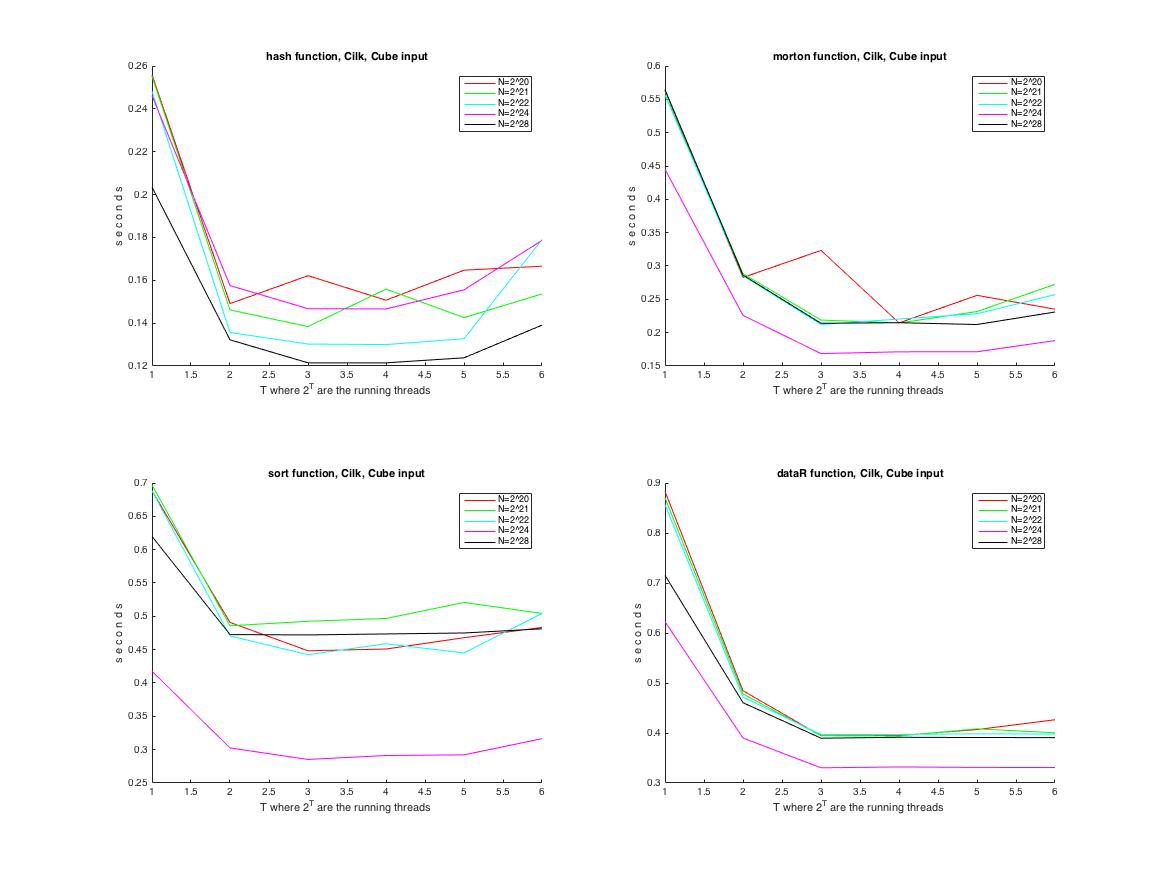 hash function, Cilk, Cube input
0.26
0.24
0.22
0.2
0.18
0.16
0.14
0.12
seconds
N=2^20
N=2^21
N=2^22
N=2^24
N=2^28
1 1.5 2 2.5 3 3.5 4 4.5 5 5.5 6
T where 2^T are the running threads
morton function, Cilk, Cube input
0.6
0.55
0.5
0.45
0.4
0.35
0.3
0.25
0.2
0.15
seconds
N=2^20
N=2^21
N=2^22
N=2^24
N=2^28
1 1.5 2 2.5 3 3.5 4 4.5 5 5.5 6
T where 2^T are the running threads
sort function, Cilk, Cube input
0.7
0.65
0.6
0.55
0.5
0.45
0.4
0.35
0.3
0.25
seconds
N=2^20
N=2^21
N=2^22
N=2^24
N=2^28
1 1.5 2 2.5 3 3.5 4 4.5 5 5.5 6
T where 2^T are the running threads
dataR function, Cilk, Cube input
0.9
0.8
0.7
0.6
0.5
0.4
0.3
seconds
N=2^20
N=2^21
N=2^22
N=2^24
N=2^28
1 1.5 2 2.5 3 3.5 4 4.5 5 5.5 6
T where 2^T are the running threads